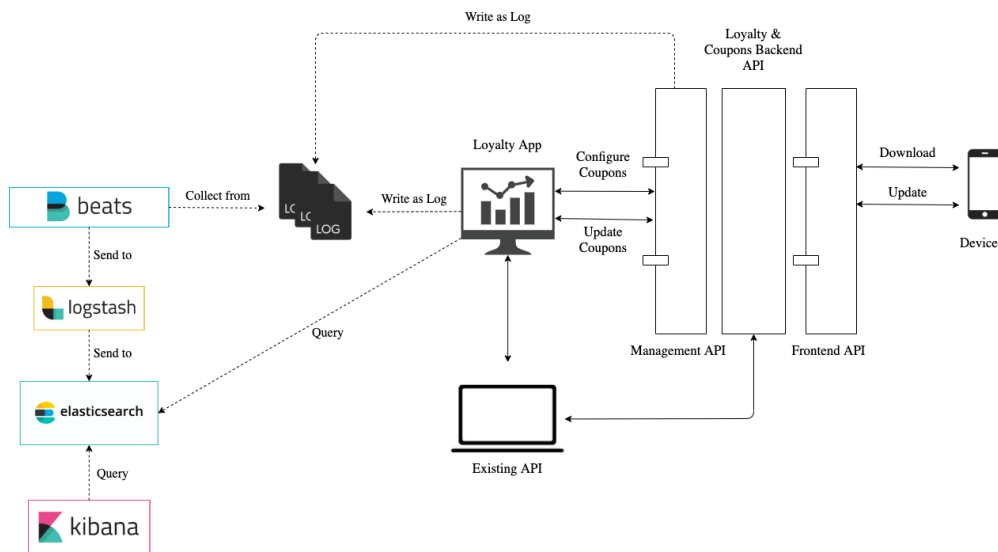 Write as Log
Loyalty &
Coupons Backend
API
Loyalty App
Configure
Coupons
Download
beats
Collect from
LOG
Write as Log
Update
Update
Coupons
Device
Send to
logstash
Query
Management API
Frontend API
Send to
elasticsearch
Existing API
Query
kibana